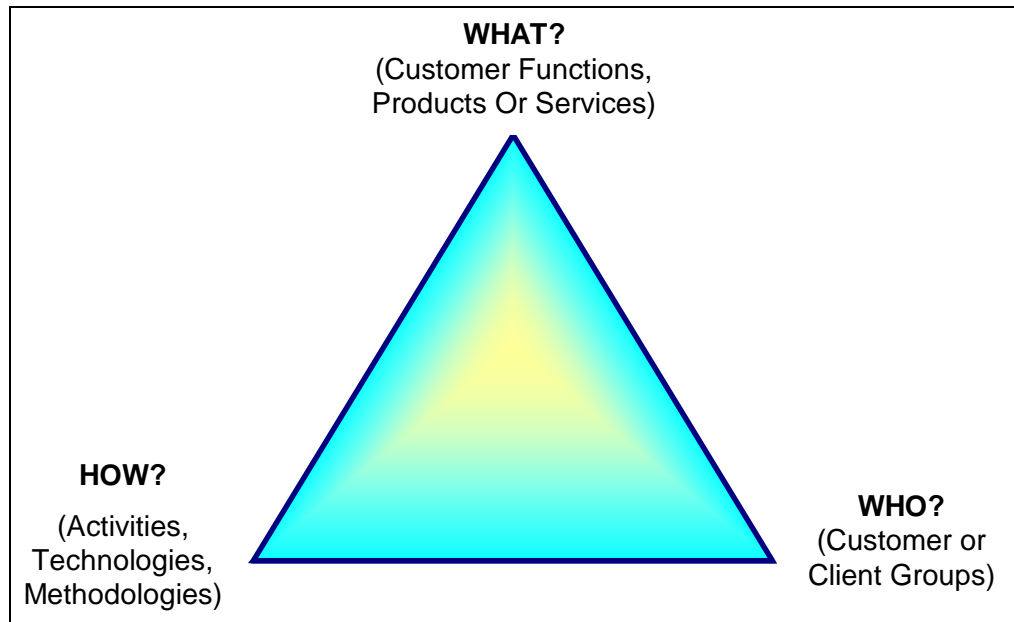 WHAT?
(Customer Functions,
Products Or Services)
HOW?
(Activities,
Technologies,
Methodologies)
WHO?
(Customer or
Client Groups)